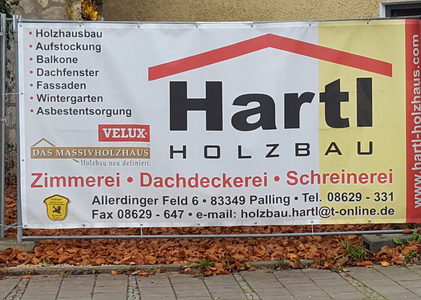 • Holzhausbau
• Aufstockung
• Balkone
• Dachfenster
• Fassaden
• Wintergarten
• Asbestentsorgung
VELUX®
DAS MASSIVHOLZHAUS
Holzbau neu definiert.
Hartl
HOLZBAU
Zimmerei • Dachdeckerei • Schreinerei
Allerdinger Feld 6 • 83349 Palling • Tel. 08629 - 331
Fax 08629 - 647 • e-mail: holzbau.hartl@t-online.de
www.hartl-holzhaus.com